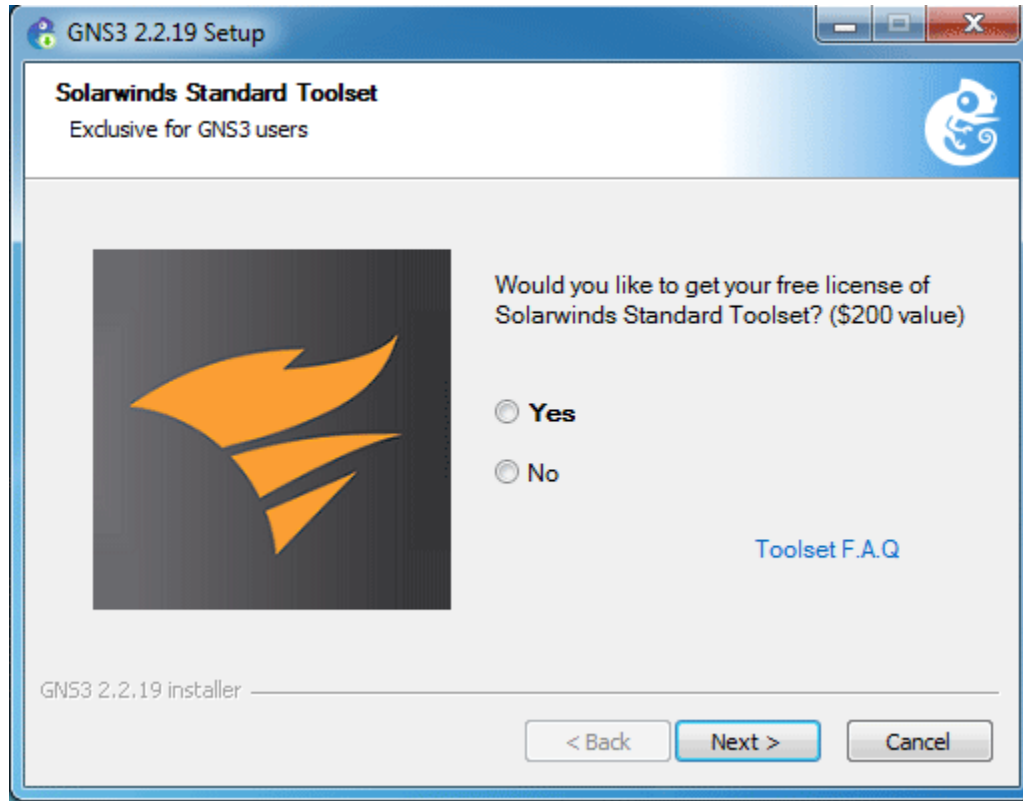 GNS3 2.2.19 Setup
Solarwinds Standard Toolset
Exclusive for GNS3 users
Would you like to get your free license of
Solarwinds Standard Toolset? ($200 value)
Yes
No
Toolset F.A.Q
GNS3 2.2.19 installer
< Back
Next >
Cancel